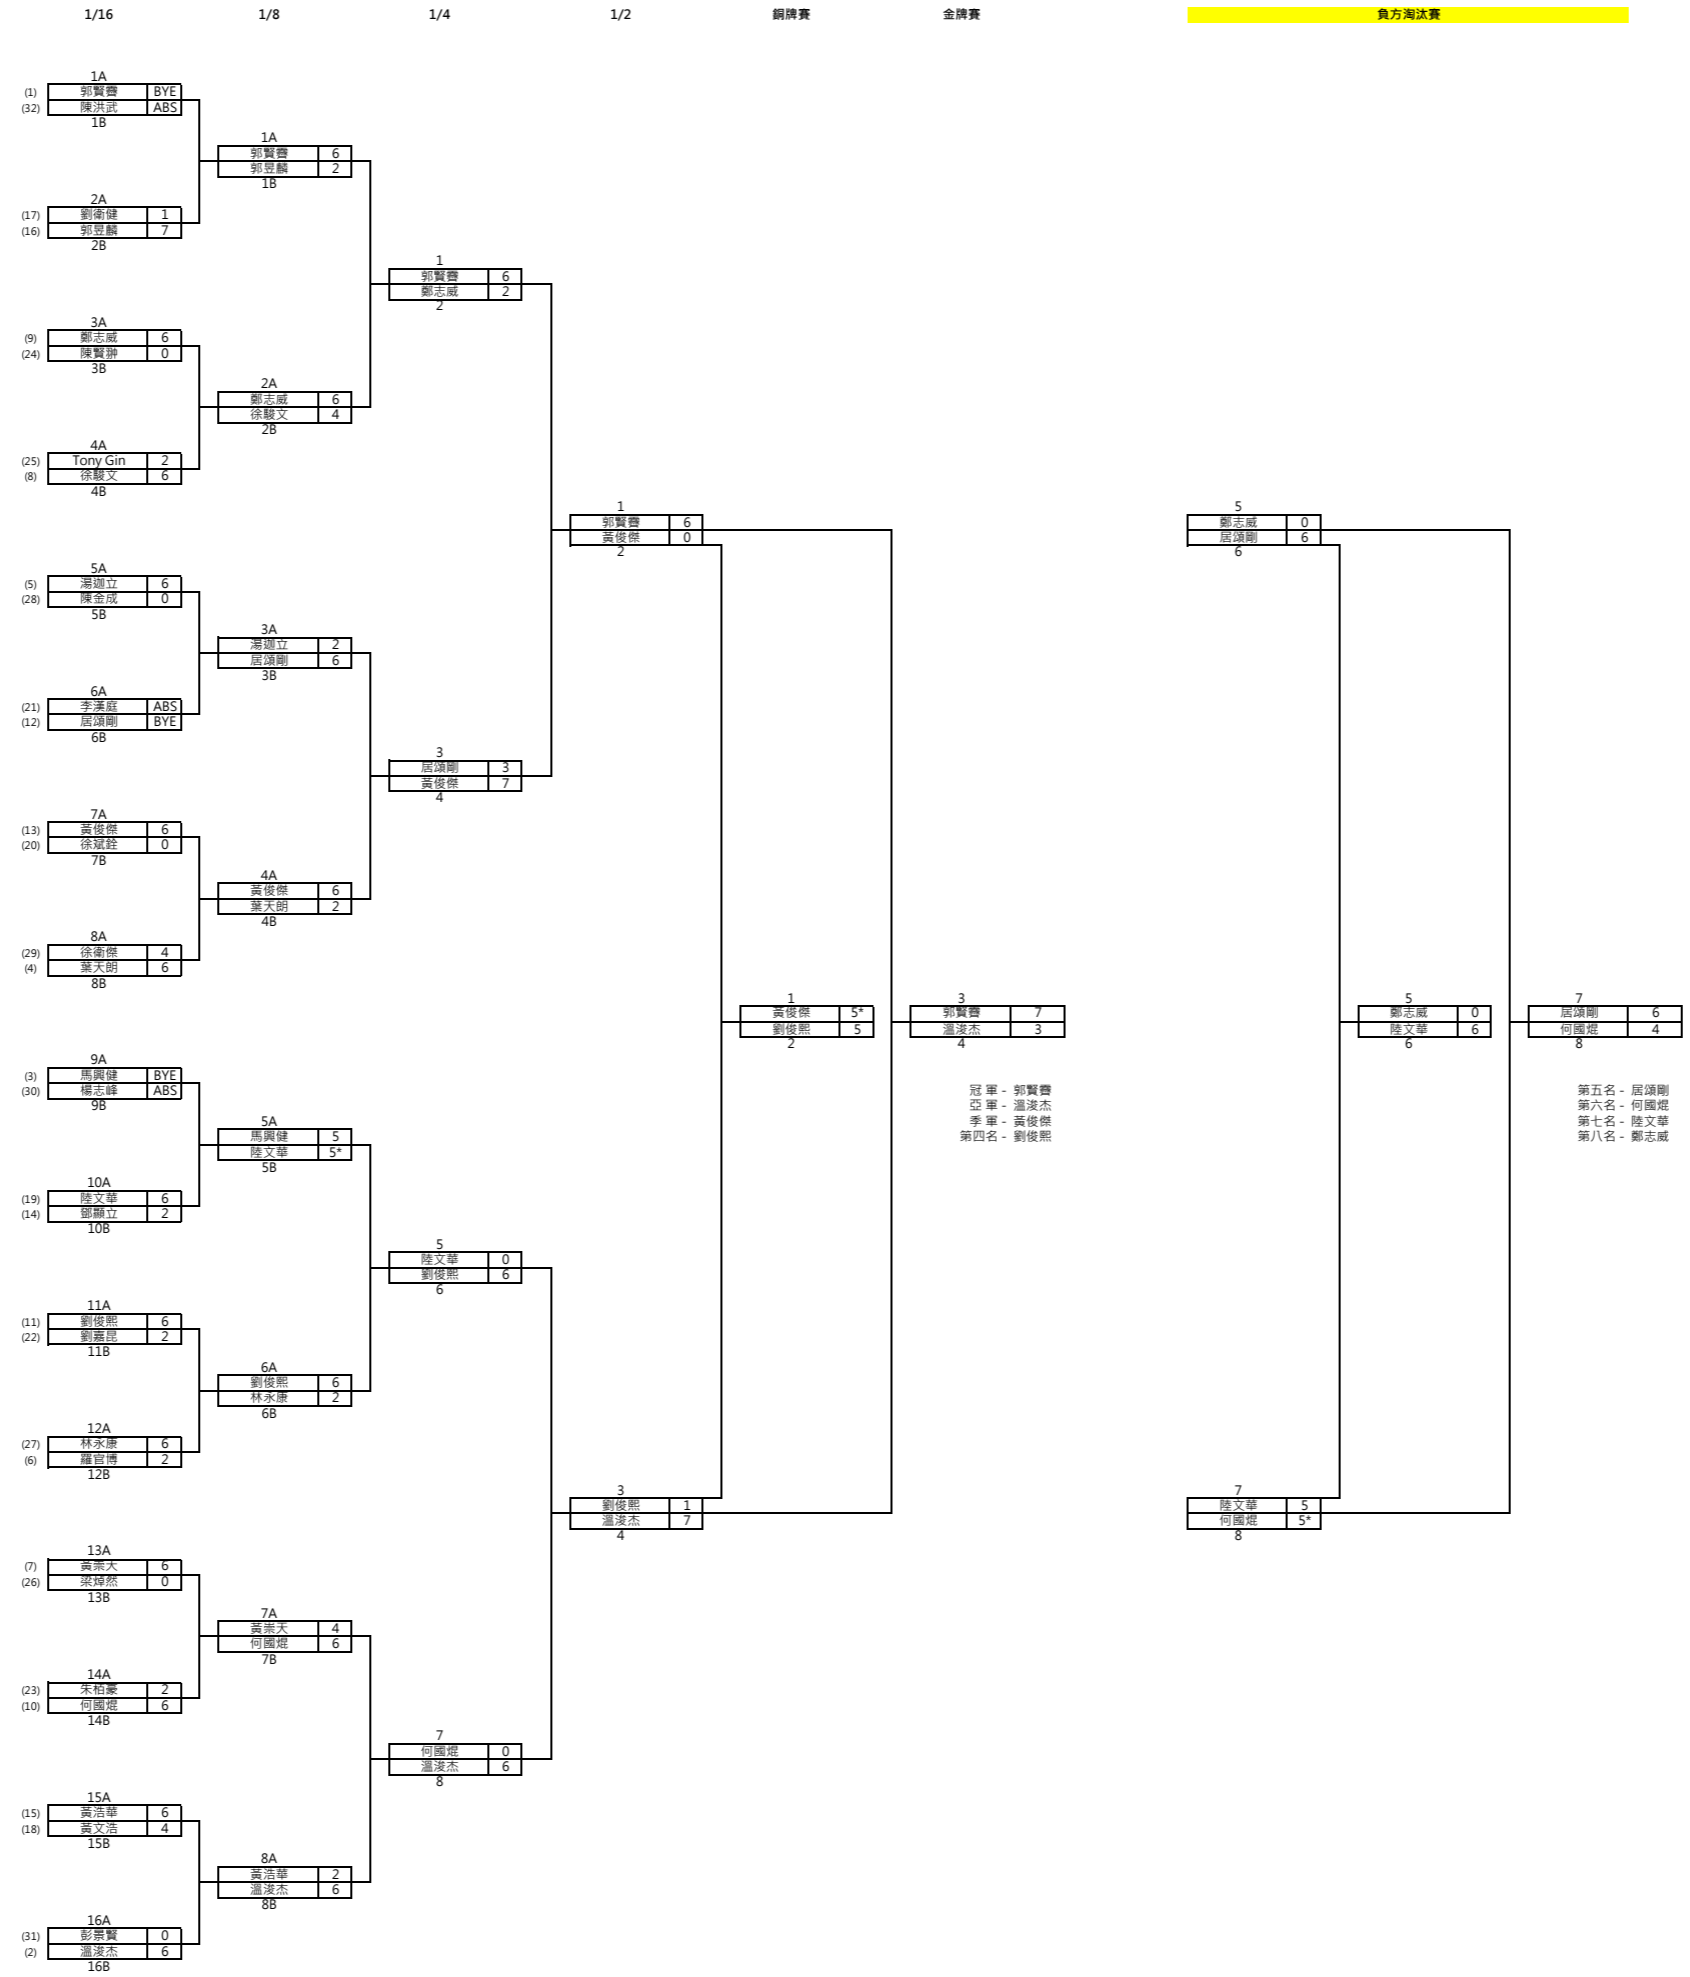 1/16 1/8 1/4 1/2 銅牌賽 金牌賽 負方淘汰賽
1A
(1) 郭賢霽 BYE
(32) 陳洪武 ABS
1B
1A
郭賢霽 6
郭昱麟 2
1B
2A
(17) 劉衛健 1
(16) 郭昱麟 7
2B
1
郭賢霽 6
鄭志威 2
2
3A
(9) 鄭志威 6
(24) 陳賢翀 0
3B
2A
鄭志威 6
徐駿文 4
2B
4A
(25) Tony Gin 2
(8) 徐駿文 6
4B
1 5
郭賢霽 6 鄭志威 0
黃俊傑 0 居頌剛 6
2 6
5A
(5) 湯迦立 6
(28) 陳金成 0
5B
3A
湯迦立 2
居頌剛 6
3B
6A
(21) 李漢庭 ABS
(12) 居頌剛 BYE
6B
3
居頌剛 3
黃俊傑 7
4
7A
(13) 黃俊傑 6
(20) 徐斌銓 0
7B
4A
黃俊傑 6
葉天朗 2
4B
8A
(29) 徐衛傑 4
(4) 葉天朗 6
8B
1 3 5 7
黃俊傑 5* 郭賢霽 7 鄭志威 0 居頌剛 6
劉俊熙 5 溫浚杰 3 陸文華 6 何國焜 4
2 4 6 8
9A
(3) 馬興健 BYE
(30) 楊志峰 ABS
9B
冠 軍 - 郭賢霽 第五名 - 居頌剛
亞 軍 - 溫浚杰 第六名 - 何國焜
季 軍 - 黃俊傑 第七名 - 陸文華
第四名 - 劉俊熙 第八名 - 鄭志威
5A
馬興健 5
陸文華 5*
5B
10A
(19) 陸文華 6
(14) 鄧顯立 2
10B
5
陸文華 0
劉俊熙 6
6
11A
(11) 劉俊熙 6
(22) 劉嘉昆 2
11B
6A
劉俊熙 6
林永康 2
6B
12A
(27) 林永康 6
(6) 羅官博 2
12B
3 7
劉俊熙 1 陸文華 5
溫浚杰 7 何國焜 5*
4 8
13A
(7) 黃崇天 6
(26) 梁焯然 0
13B
7A
黃崇天 4
何國焜 6
7B
14A
(23) 朱栢豪 2
(10) 何國焜 6
14B
7
何國焜 0
溫浚杰 6
8
15A
(15) 黃浩華 6
(18) 黃文浩 4
15B
8A
黃浩華 2
溫浚杰 6
8B
16A
(31) 彭景賢 0
(2) 溫浚杰 6
16B